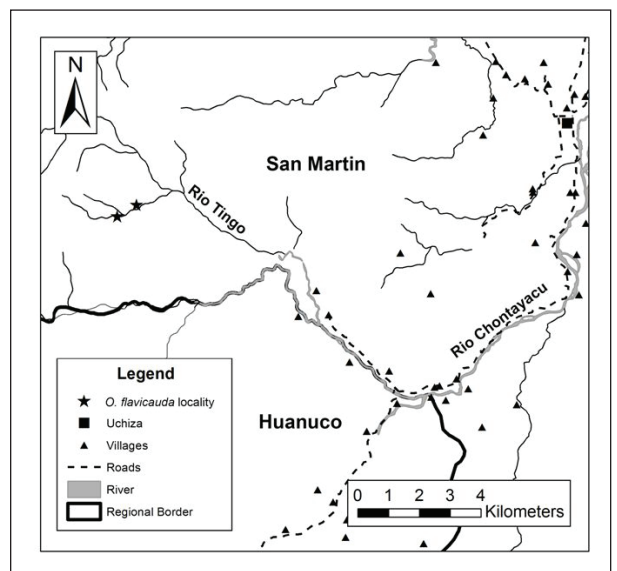 N
San Martin
Rio Tingo
Rio Chontayacu
Huanuco
Legend
O. flavicauda locality
Uchiza
Villages
Roads
River
Regional Border
0 1 2 3 4
Kilometers